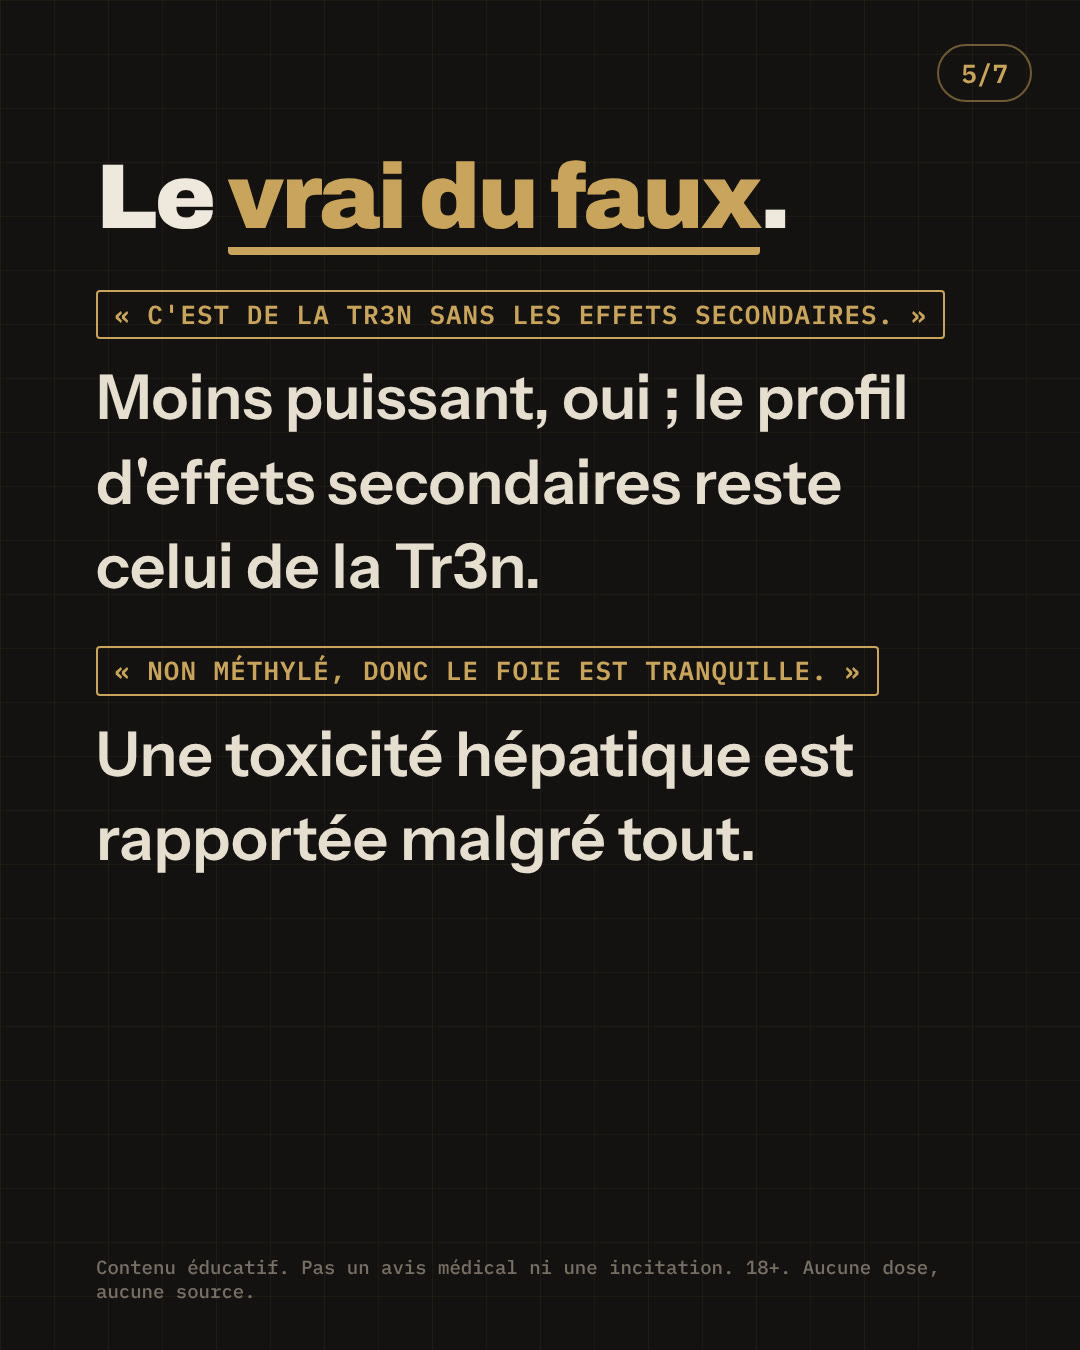 5/7
Le vrai du faux.
« C'EST DE LA TR3N SANS LES EFFETS SECONDAIRES. »
Moins puissant, oui ; le profil
d'effets secondaires reste
celui de la Tr3n.
« NON MÉTHYLÉ, DONC LE FOIE EST TRANQUILLE. »
Une toxicité hépatique est
rapportée malgré tout.
Contenu éducatif. Pas un avis médical ni une incitation. 18+. Aucune dose,
aucune source.